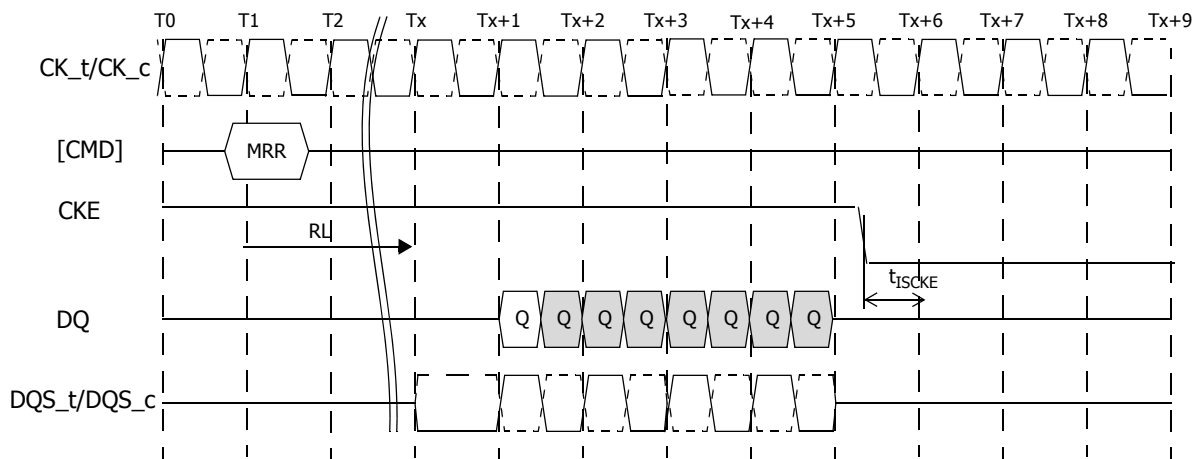 T0 T1 T2 Tx Tx+1 Tx+2 Tx+3 Tx+4 Tx+5 Tx+6 Tx+7 Tx+8 Tx+9
CK_t/CK_c
[CMD] MRR
CKE
RL
tISCKE
DQ Q Q Q Q Q Q Q Q
DQS_t/DQS_c